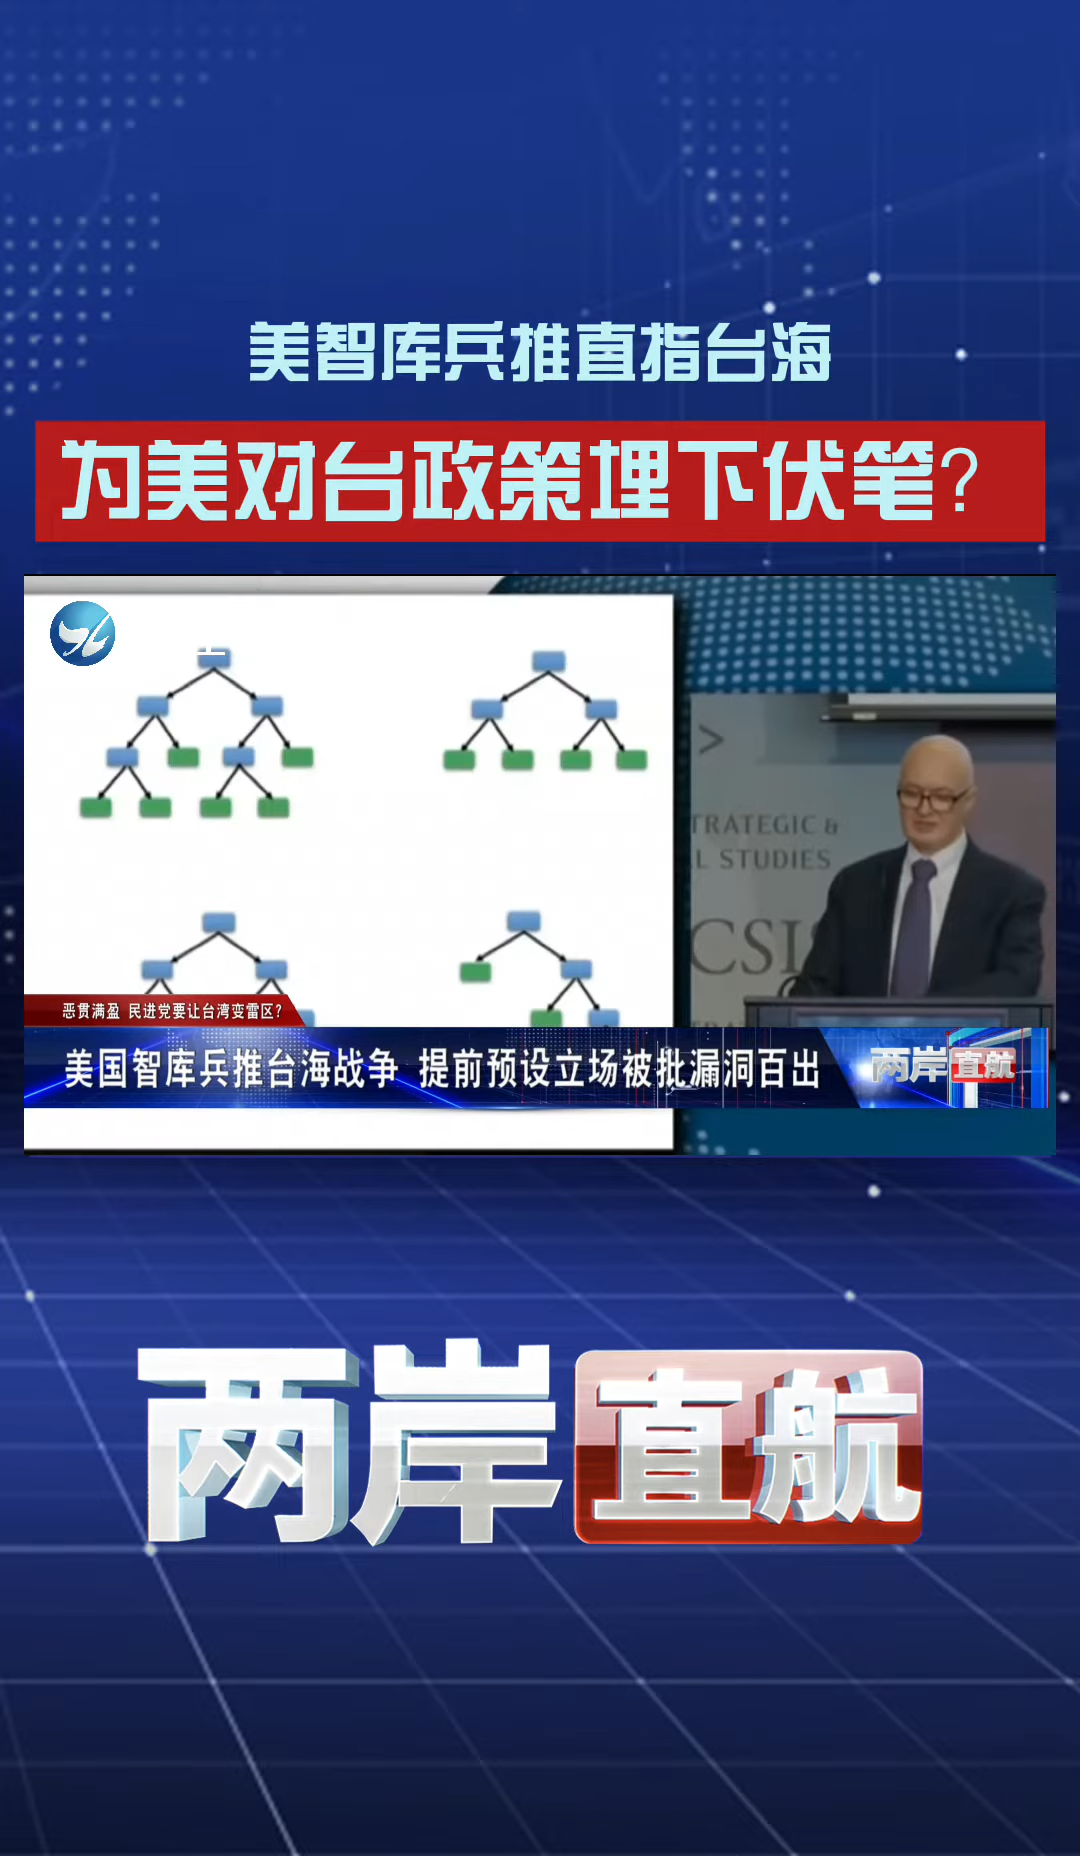 美智库兵推直指台海
为美对台政策埋下伏笔?
>
TRATEGIC &
L STUDIES
CSIS
恶贯满盈 民进党要让台湾变雷区?
美国智库兵推台海战争 提前预设立场被批漏洞百出
两岸直航
两岸直航